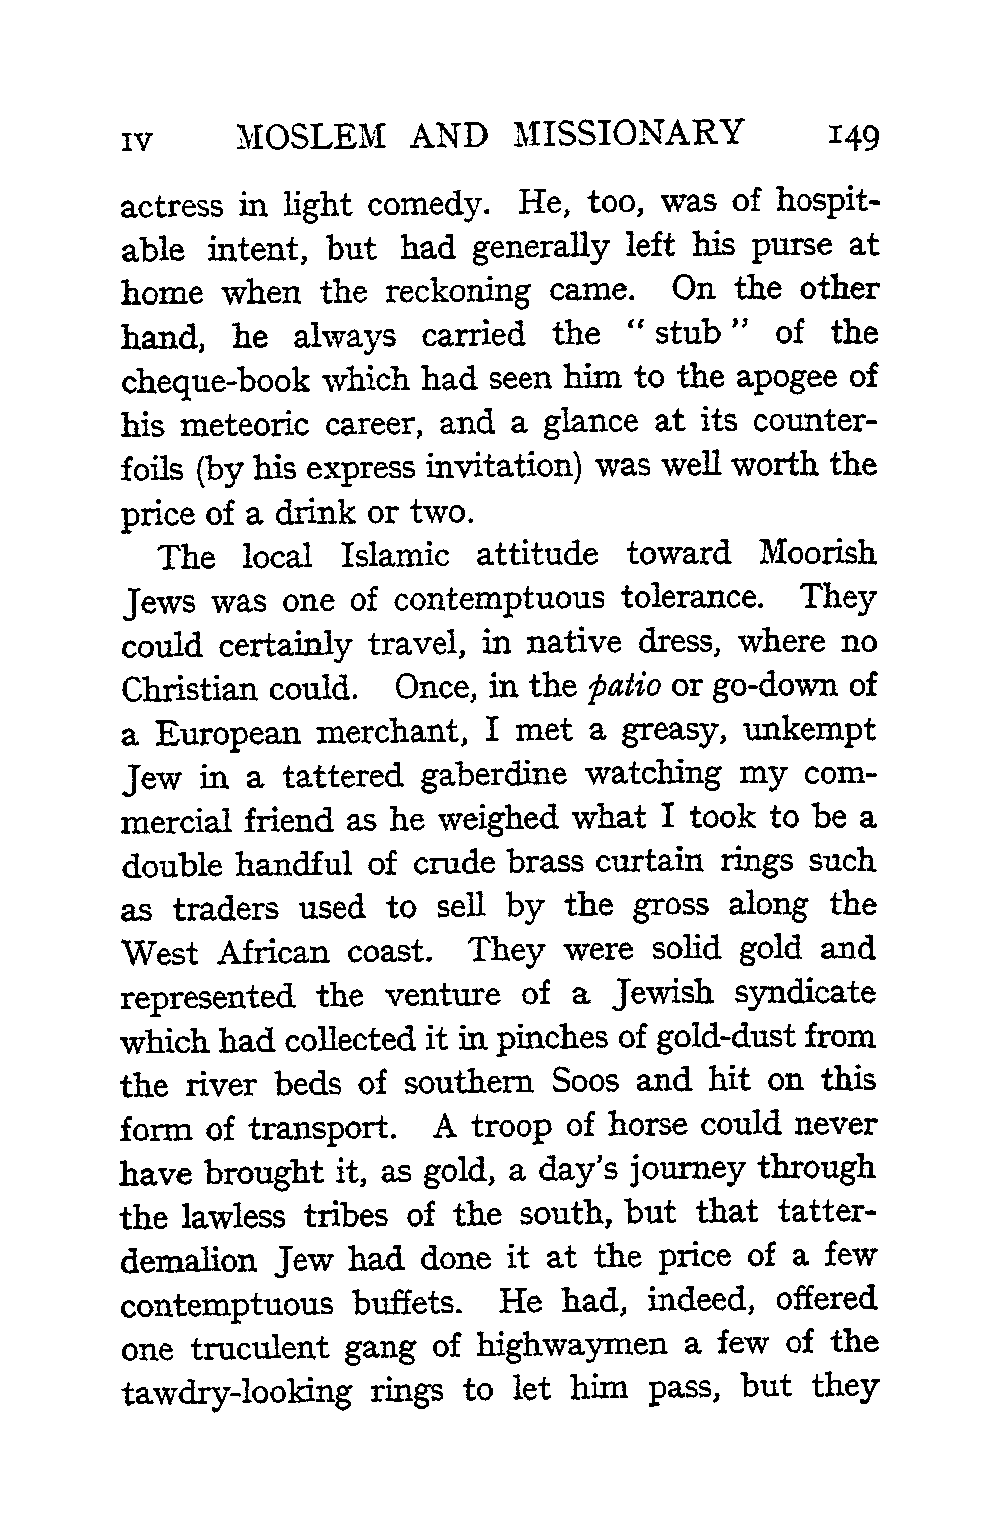 IV MOSLEM AND MISSIONARY 149
actress in light comedy. He, too, was of hospit-
able intent, but had generally left his purse at
home when the reckoning came. On the other
hand, he always carried the “ stub ” of the
cheque-book which had seen him to the apogee of
his meteoric career, and a glance at its counter-
foils (by his express invitation) was well worth the
price of a drink or two.
The local Islamic attitude toward Moorish
Jews was one of contemptuous tolerance. They
could certainly travel, in native dress, where no
Christian could. Once, in the patio or go-down of
a European merchant, I met a greasy, unkempt
Jew in a tattered gaberdine watching my com-
mercial friend as he weighed what I took to be a
double handful of crude brass curtain rings such
as traders used to sell by the gross along the
West African coast. They were solid gold and
represented the venture of a Jewish syndicate
which had collected it in pinches of gold-dust from
the river beds of southern Soos and hit on this
form of transport. A troop of horse could never
have brought it, as gold, a day's journey through
the lawless tribes of the south, but that tatter-
demalion Jew had done it at the price of a few
contemptuous buffets. He had, indeed, offered
one truculent gang of highwaymen a few of the
tawdry-looking rings to let him pass, but they